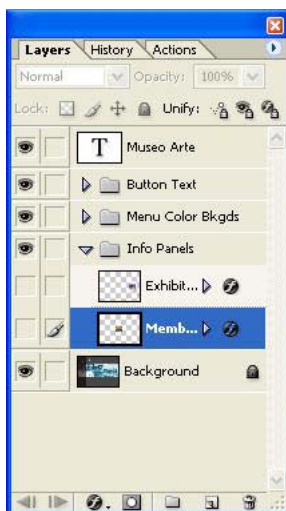 Layers History Actions
Normal Opacity: 100%
Lock: Unify:
T Museo Arte
Button Text
Menu Color Bkgds
Info Panels
Exhibit...
Memb...
Background